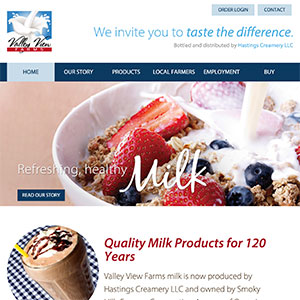 ORDER LOGIN
CONTACT
Valley View
FARMS
We invite you to taste the difference.
Bottled and distributed by Hastings Creamery LLC
HOME
OUR STORY
PRODUCTS
LOCAL FARMERS
EMPLOYMENT
BUY
Refreshing, healthy Milk
READ OUR STORY
Quality Milk Products for 120
Years
Valley View Farms milk is now produced by
Hastings Creamery LLC and owned by Smoky